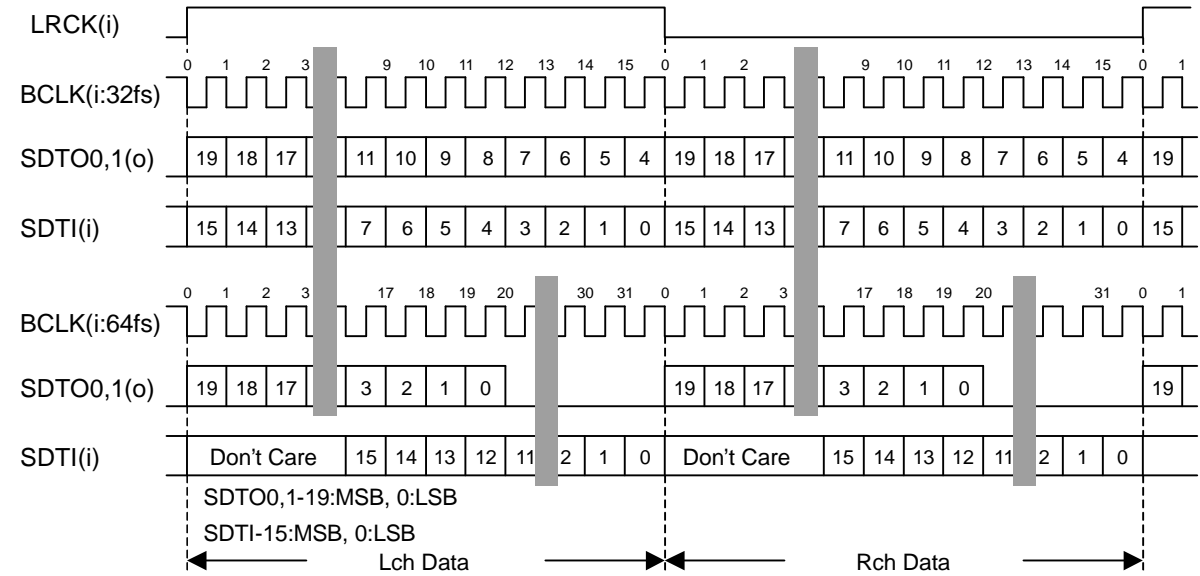 LRCK(i)
0 1 2 3 9 10 11 12 13 14 15 0 1 2 9 10 11 12 13 14 15 0 1
BCLK(i:32fs)
SDTO0,1(o) 19 18 17 11 10 9 8 7 6 5 4 19 18 17 11 10 9 8 7 6 5 4 19
SDTI(i) 15 14 13 7 6 5 4 3 2 1 0 15 14 13 7 6 5 4 3 2 1 0 15
0 1 2 3 17 18 19 20 30 31 0 1 2 3 17 18 19 20 31 0 1
BCLK(i:64fs)
SDTO0,1(o) 19 18 17 3 2 1 0 19 18 17 3 2 1 0 19
SDTI(i) Don't Care 15 14 13 12 11 2 1 0 Don't Care 15 14 13 12 11 2 1 0
SDTO0,1-19:MSB, 0:LSB
SDTI-15:MSB, 0:LSB
Lch Data Rch Data